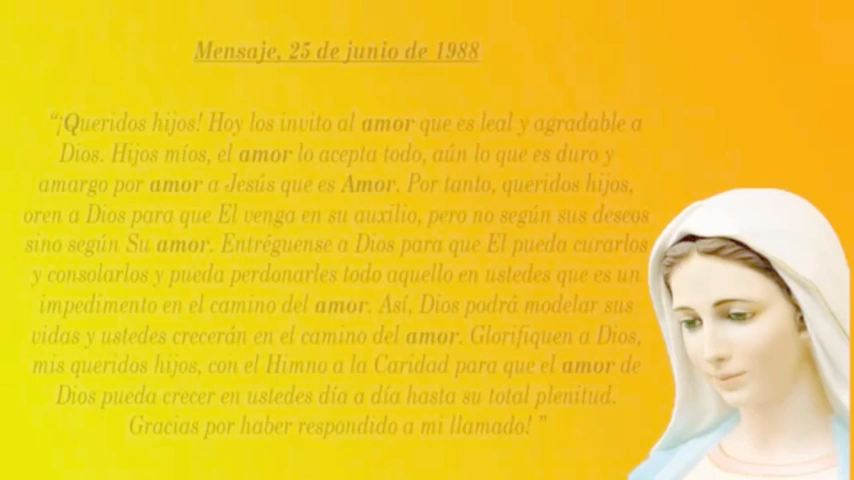 Mensaje, 25 de junio de 1988
“¡Queridos hijos! Hoy los invito al amor que es leal y agradable a
Dios. Hijos míos, el amor lo acepta todo, aún lo que es duro y
amargo por amor a Jesús que es Amor. Por tanto, queridos hijos,
oren a Dios para que El venga en su auxilio, pero no según sus deseos
sino según Su amor. Entréguense a Dios para que El pueda curarlos
y consolarlos y pueda perdonarles todo aquello en ustedes que es un
impedimento en el camino del amor. Así, Dios podrá modelar sus
vidas y ustedes crecerán en el camino del amor. Glorifiquen a Dios,
mis queridos hijos, con el Himno a la Caridad para que el amor de
Dios pueda crecer en ustedes día a día hasta su total plenitud.
Gracias por haber respondido a mi llamado! ”